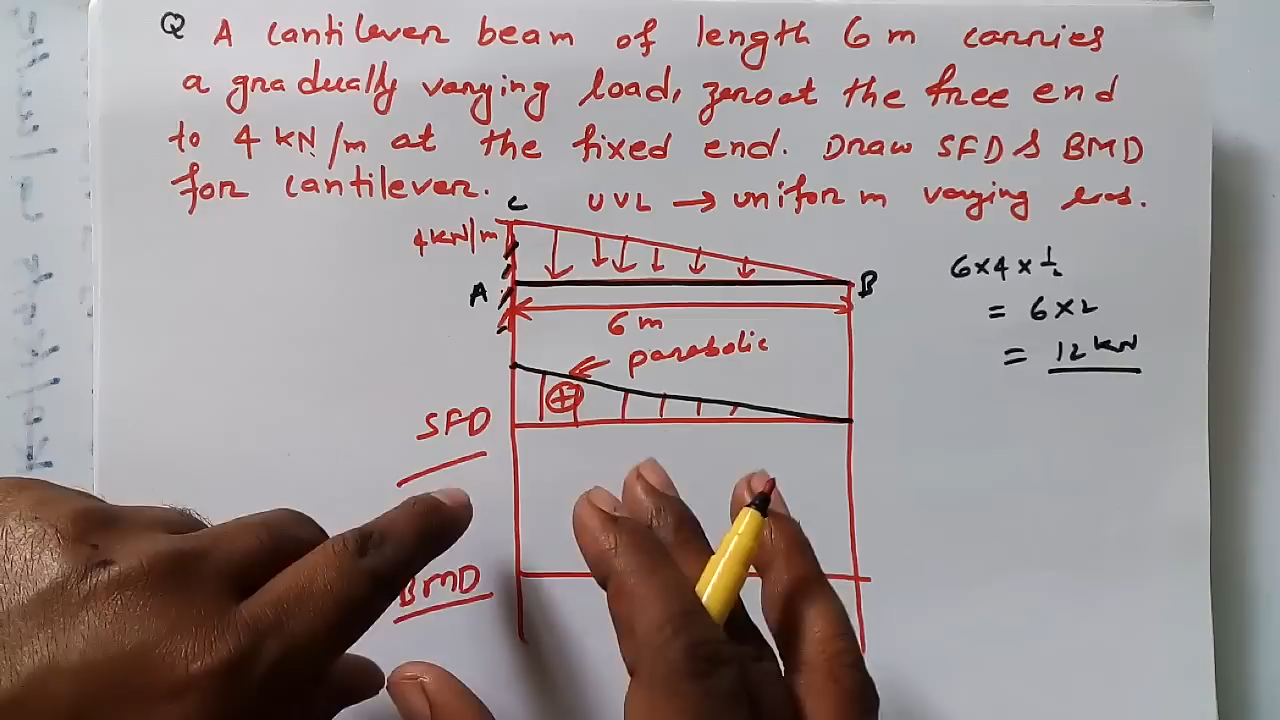 Q A cantilever beam of length 6 m carries
a gradually varying load, zero at the free end
to 4 KN/m at the fixed end. Draw SFD & BMD
for cantilever.
UVL → uniform varying
C
4KN/m
A
B
6 m
6×4×1/2
= 6×2
= 12 KN
parabolic
+
SFD
BMD